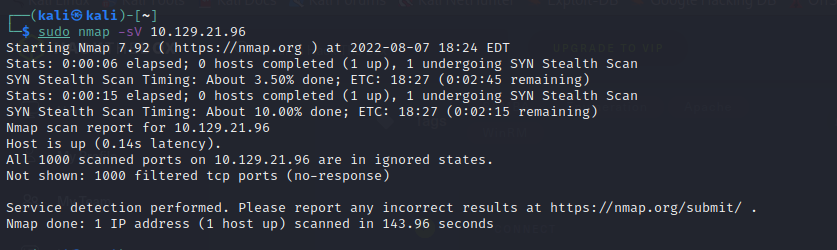 ┌──(kali㉿kali)-[~]
└─$ sudo nmap -sV 10.129.21.96
Starting Nmap 7.92 ( https://nmap.org ) at 2022-08-07 18:24 EDT
Stats: 0:00:06 elapsed; 0 hosts completed (1 up), 1 undergoing SYN Stealth Scan
SYN Stealth Scan Timing: About 3.50% done; ETC: 18:27 (0:02:45 remaining)
Stats: 0:00:15 elapsed; 0 hosts completed (1 up), 1 undergoing SYN Stealth Scan
SYN Stealth Scan Timing: About 10.00% done; ETC: 18:27 (0:02:15 remaining)
Nmap scan report for 10.129.21.96
Host is up (0.14s latency).
All 1000 scanned ports on 10.129.21.96 are in ignored states.
Not shown: 1000 filtered tcp ports (no-response)

Service detection performed. Please report any incorrect results at https://nmap.org/submit/ .
Nmap done: 1 IP address (1 host up) scanned in 143.96 seconds